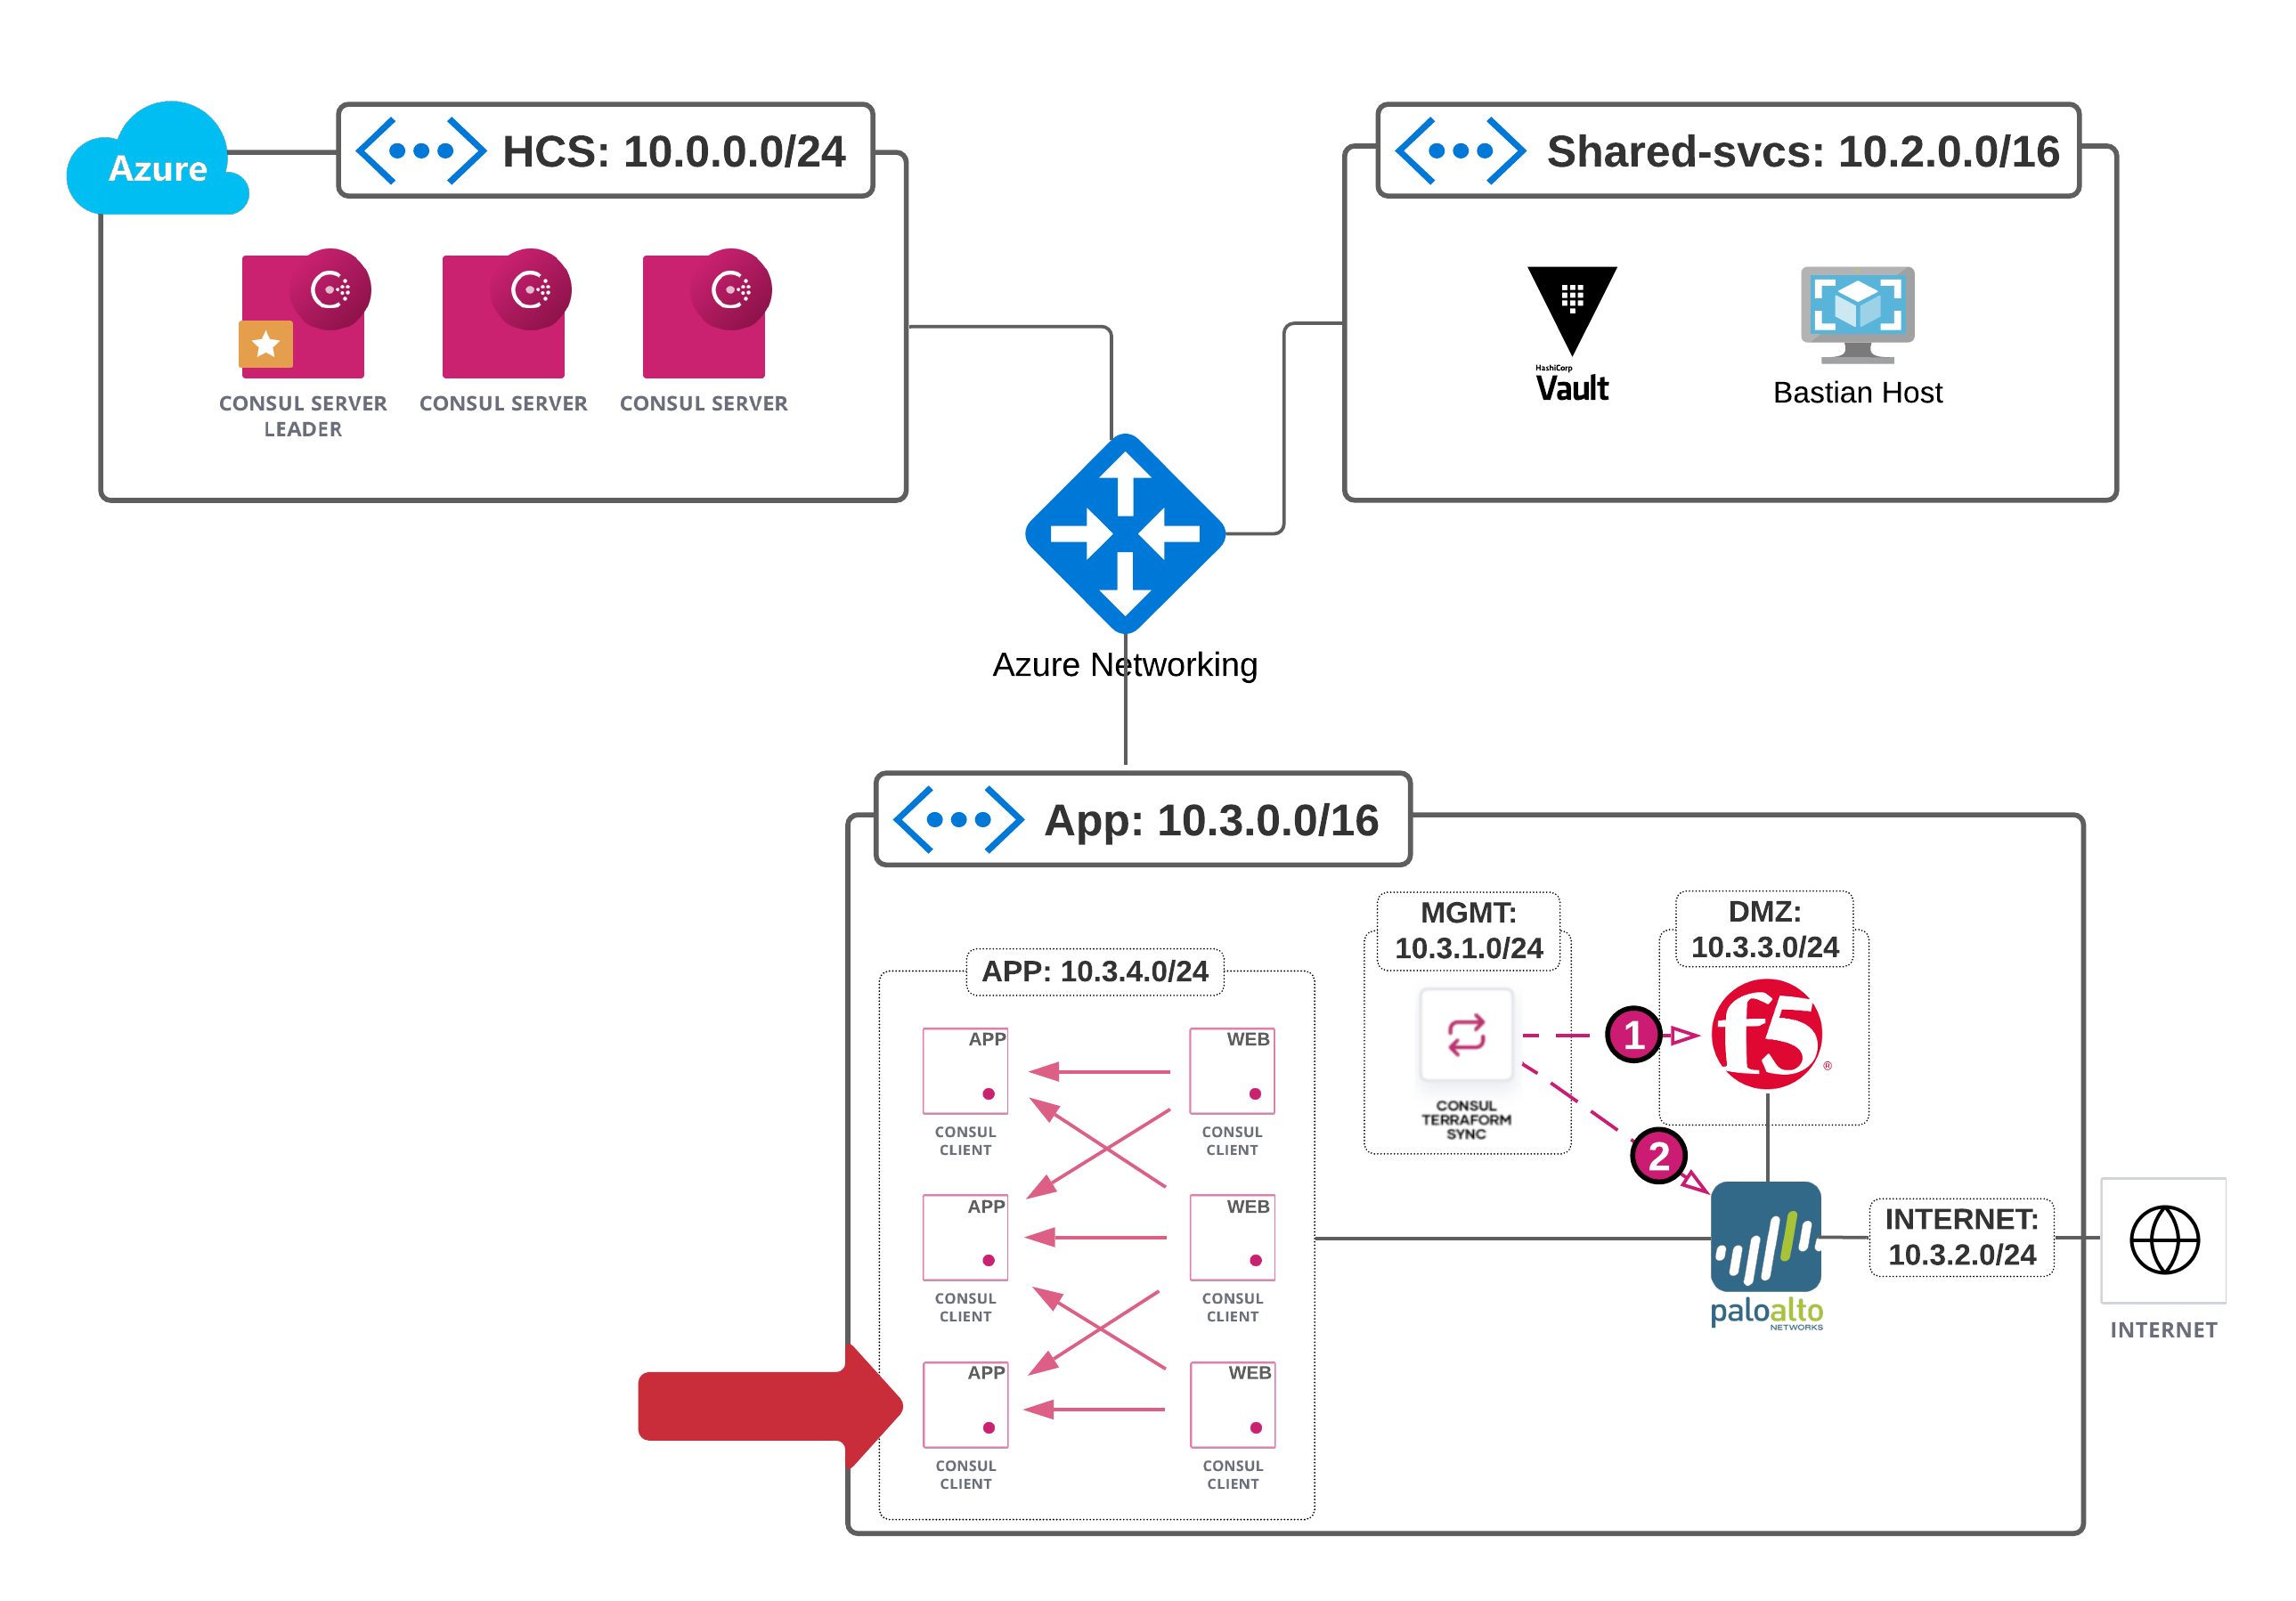 Azure
HCS: 10.0.0.0/24
Shared-svcs: 10.2.0.0/16
CONSUL SERVER
LEADER
CONSUL SERVER
CONSUL SERVER
HashiCorp
Vault
Bastian Host
Azure Networking
App: 10.3.0.0/16
MGMT:
10.3.1.0/24
DMZ:
10.3.3.0/24
APP: 10.3.4.0/24
APP
CONSUL
CLIENT
WEB
CONSUL
CLIENT
APP
CONSUL
CLIENT
WEB
CONSUL
CLIENT
APP
CONSUL
CLIENT
WEB
CONSUL
CLIENT
CONSUL
TERRAFORM
SYNC
1
2
f5
®
paloalto
NETWORKS
INTERNET:
10.3.2.0/24
INTERNET